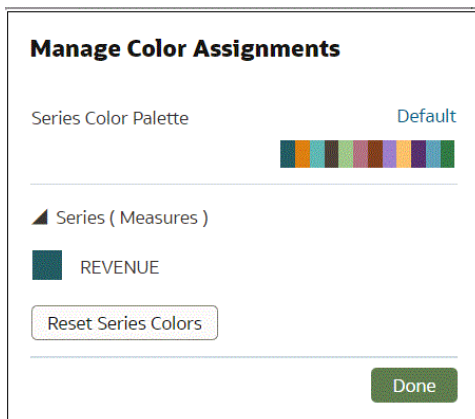 Manage Color Assignments
Series Color Palette Default
Series ( Measures )
REVENUE
Reset Series Colors
Done